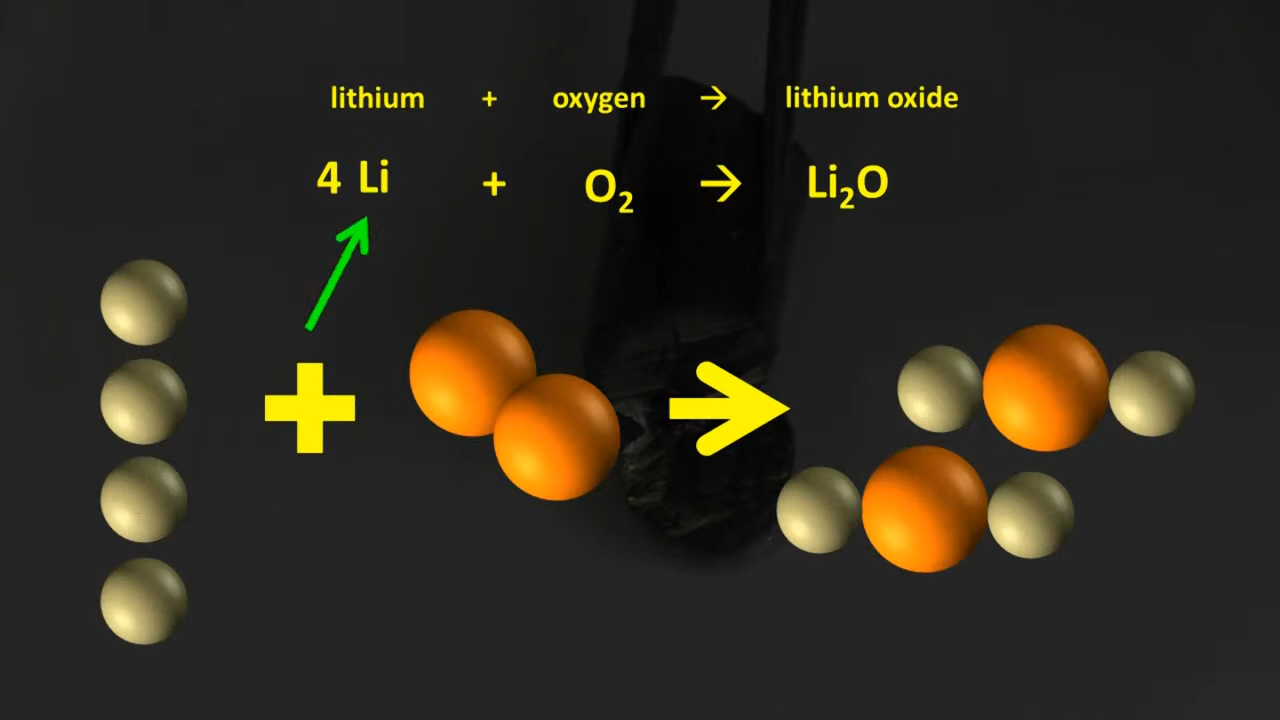 lithium + oxygen → lithium oxide
4 Li + O₂ → Li₂O